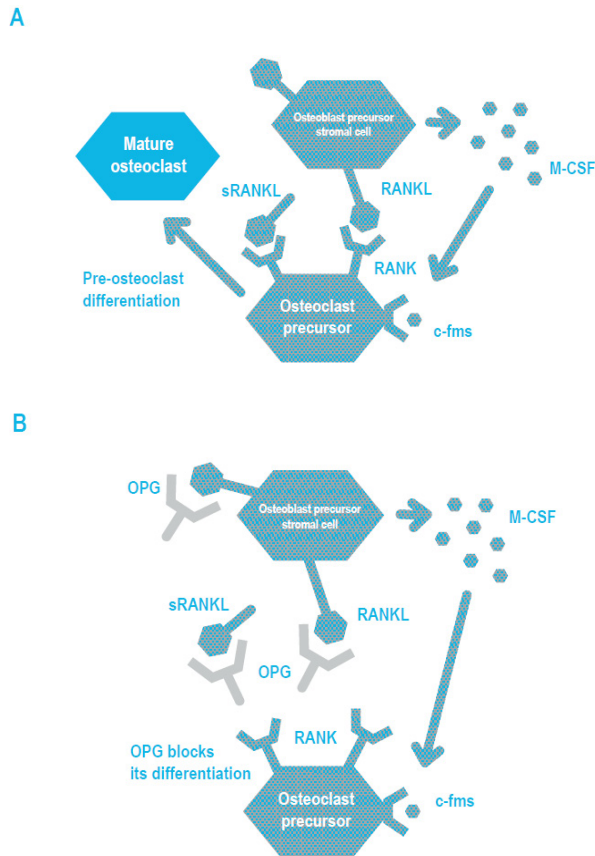 A
Osteoblast precursor
stromal cell
Mature
osteoclast
M-CSF
sRANKL
RANKL
RANK
Pre-osteoclast
differentiation
Osteoclast
precursor
c-fms
B
OPG
Osteoblast precursor
stromal cell
M-CSF
sRANKL
RANKL
OPG
RANK
OPG blocks
its differentiation
Osteoclast
precursor
c-fms